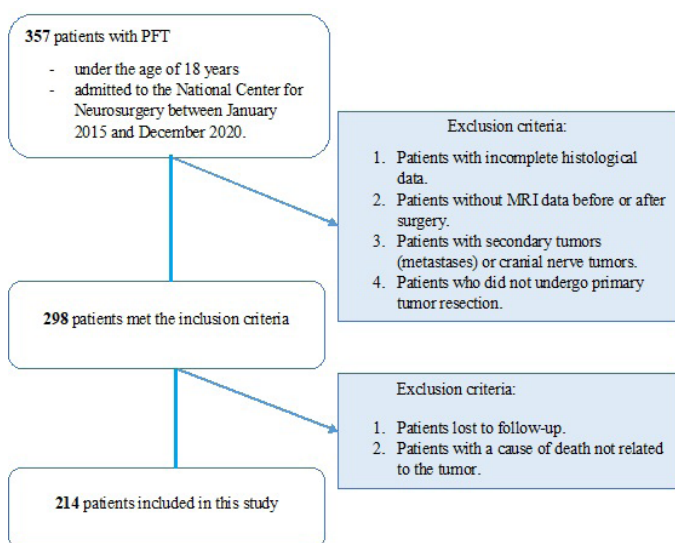 357 patients with PFT
- under the age of 18 years
- admitted to the National Center for
Neurosurgery between January
2015 and December 2020.
Exclusion criteria:
1. Patients with incomplete histological
data.
2. Patients without MRI data before or after
surgery.
3. Patients with secondary tumors
(metastases) or cranial nerve tumors.
4. Patients who did not undergo primary
tumor resection.
298 patients met the inclusion criteria
Exclusion criteria:
1. Patients lost to follow-up.
2. Patients with a cause of death not related
to the tumor.
214 patients included in this study